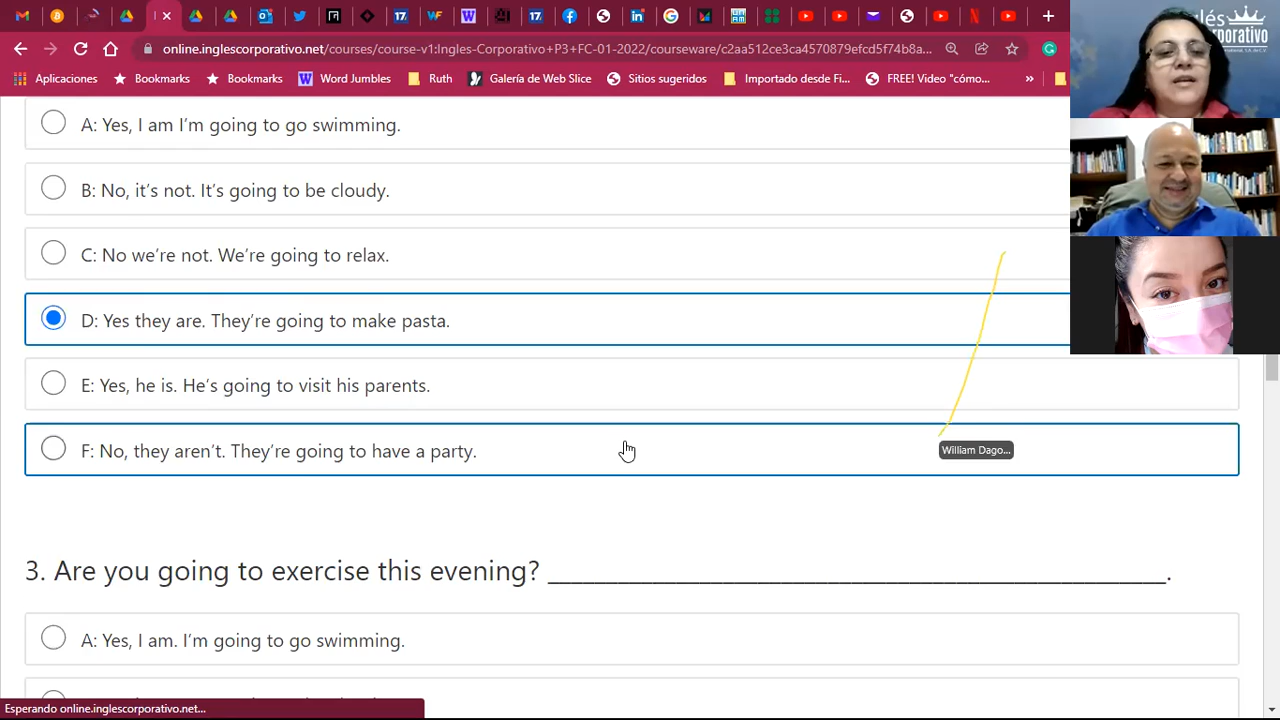 online.inglescorporativo.net/courses/course-v1:Ingles-Corporativo+P3+FC-01-2022/courseware/c2aa512ce3ca4570879efcd5f74b8a...
Aplicaciones Bookmarks Bookmarks Word Jumbles Ruth Galería de Web Slice Sitios sugeridos Importado desde Fi... FREE! Video "cómo... »
A: Yes, I am I'm going to go swimming.
B: No, it's not. It's going to be cloudy.
C: No we're not. We're going to relax.
D: Yes they are. They're going to make pasta.
E: Yes, he is. He's going to visit his parents.
F: No, they aren't. They're going to have a party.
William Dago...
3. Are you going to exercise this evening? ______________________________.
A: Yes, I am. I'm going to go swimming.
Esperando online.inglescorporativo.net...